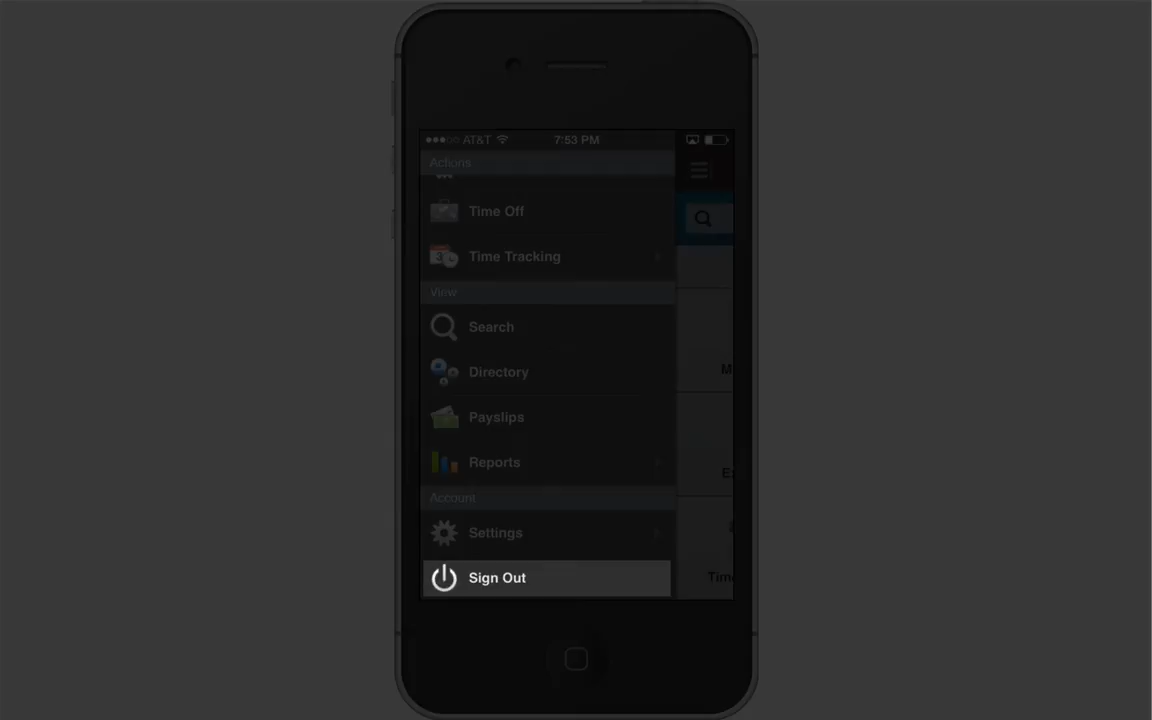 AT&T 7:53 PM
Actions
Time Off
Time Tracking
View
Search
Directory
Payslips
Reports
Account
Settings
Sign Out